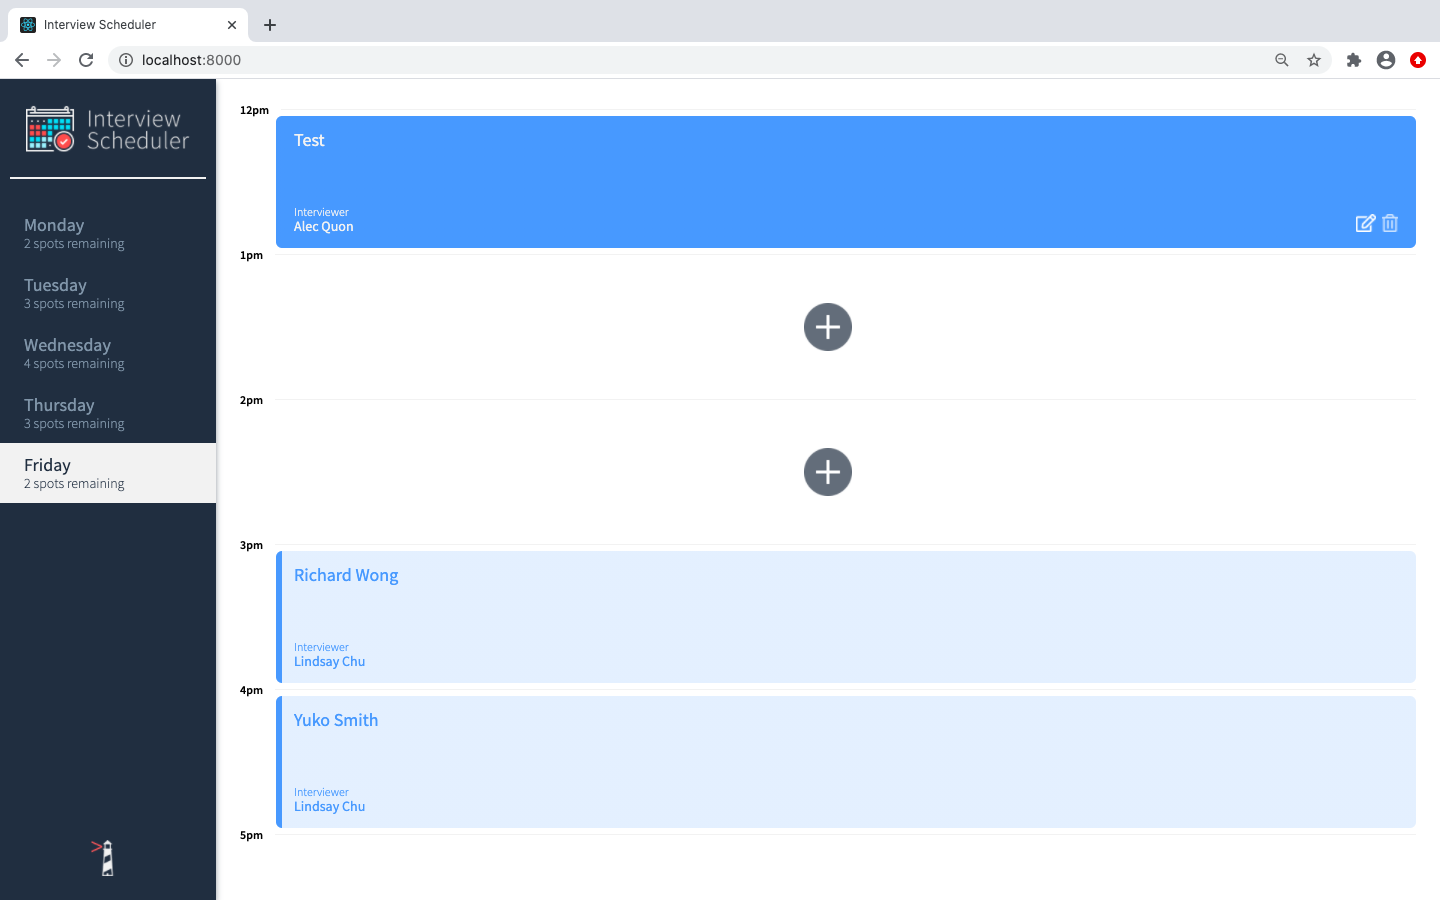 Interview Scheduler
localhost:8000
Interview
Scheduler
Monday
2 spots remaining
Tuesday
3 spots remaining
Wednesday
4 spots remaining
Thursday
3 spots remaining
Friday
2 spots remaining
12pm
Test
Interviewer
Alec Quon
1pm
2pm
3pm
Richard Wong
Interviewer
Lindsay Chu
4pm
Yuko Smith
Interviewer
Lindsay Chu
5pm